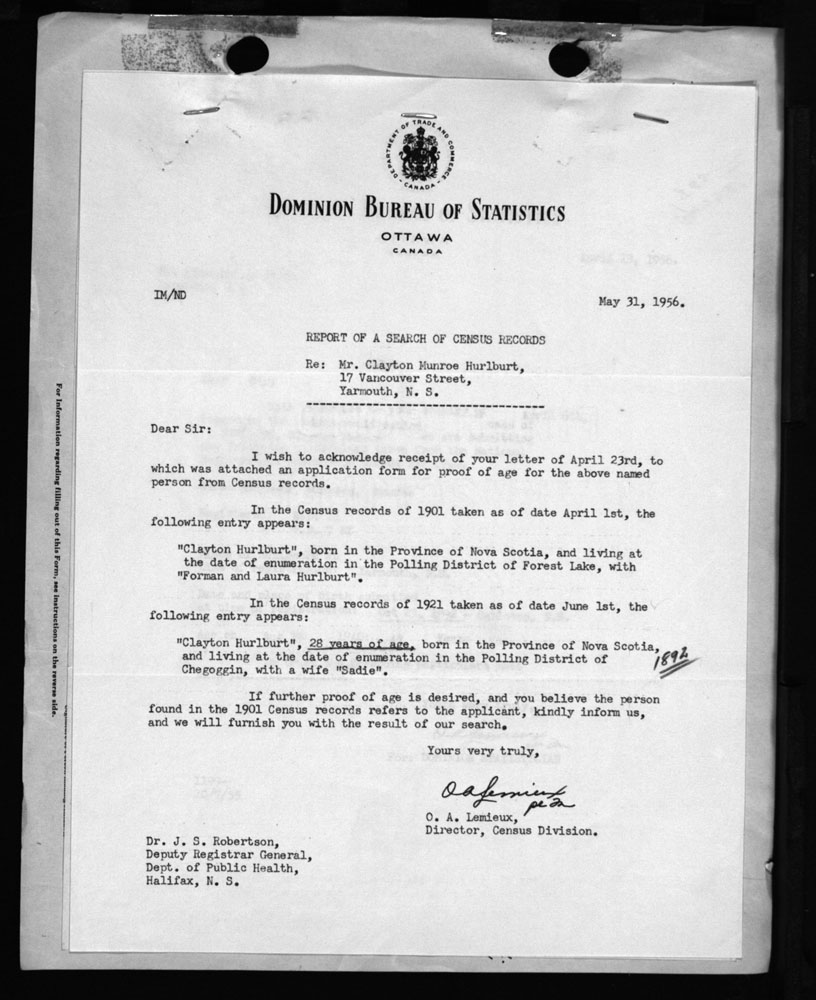 DEPARTMENT OF TRADE AND COMMERCE
CANADA
DOMINION BUREAU OF STATISTICS
OTTAWA
CANADA
IM/ND
May 31, 1956.
REPORT OF A SEARCH OF CENSUS RECORDS
Re: Mr. Clayton Munroe Hurlburt,
17 Vancouver Street,
Yarmouth, N. S.
Dear Sir:
I wish to acknowledge receipt of your letter of April 23rd, to
which was attached an application form for proof of age for the above named
person from Census records.
In the Census records of 1901 taken as of date April 1st, the
following entry appears:
"Clayton Hurlburt", born in the Province of Nova Scotia, and living at
the date of enumeration in the Polling District of Forest Lake, with
"Forman and Laura Hurlburt".
In the Census records of 1921 taken as of date June 1st, the
following entry appears:
"Clayton Hurlburt", 28 years of age, born in the Province of Nova Scotia,
and living at the date of enumeration in the Polling District of
Chegoggin, with a wife "Sadie".
1892
If further proof of age is desired, and you believe the person
found in the 1901 Census records refers to the applicant, kindly inform us,
and we will furnish you with the result of our search.
Yours very truly,
O A Lemieux
O. A. Lemieux,
Director, Census Division.
Dr. J. S. Robertson,
Deputy Registrar General,
Dept. of Public Health,
Halifax, N. S.
For Information regarding filling out of this Form, see instructions on the reverse side.